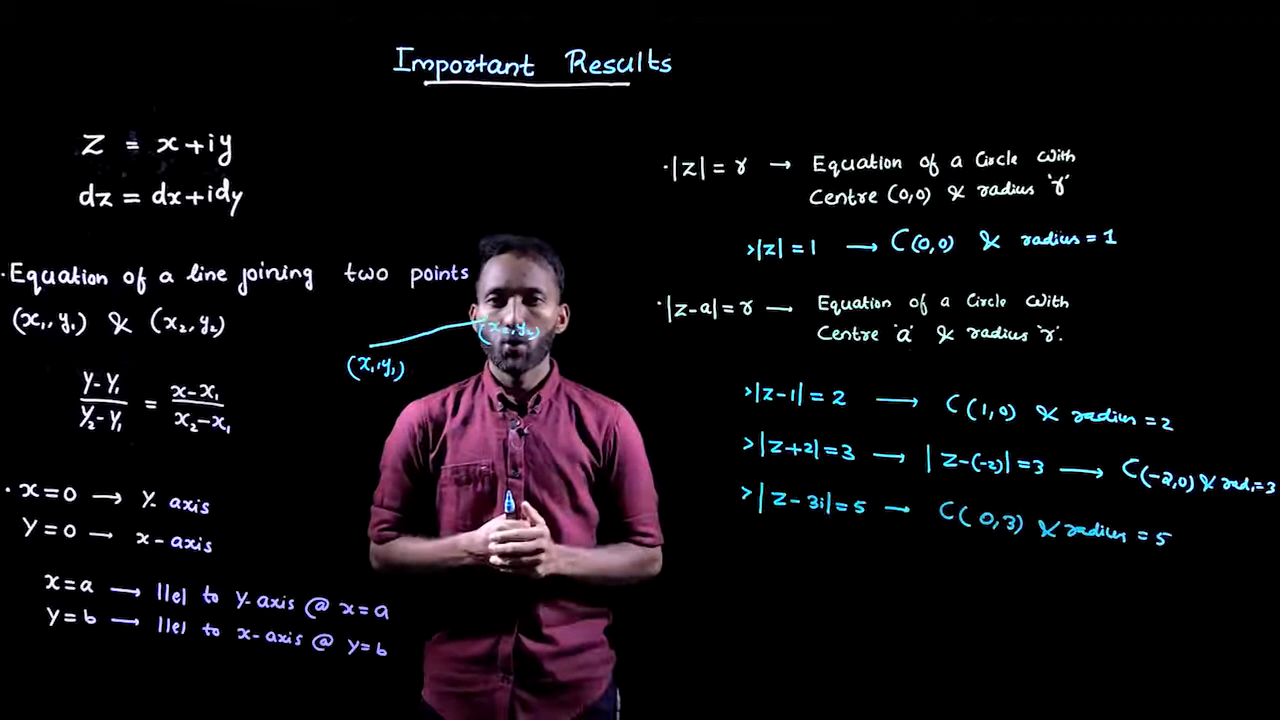 Important Results
z = x+iy
dz = dx+idy
· Equation of a line joining two points
(x₁,y₁) & (x₂,y₂)
(x₂,y₂)
(x₁,y₁)
y-y₁/y₂-y₁ = x-x₁/x₂-x₁
· x=0 → y-axis
y=0 → x-axis
x=a → llel to y-axis @ x=a
y=b → llel to x-axis @ y=b
· |z| = r → Equation of a Circle with
Centre (0,0) & radius 'r'
> |z| = 1 → C(0,0) & radius = 1
· |z-a| = r → Equation of a Circle with
Centre 'a' & radius 'r'.
> |z-1| = 2 → C(1,0) & radius = 2
> |z+2| = 3 → |z-(-2)| = 3 → C(-2,0) & radi=3
> |z-3i| = 5 → C(0,3) & radius = 5